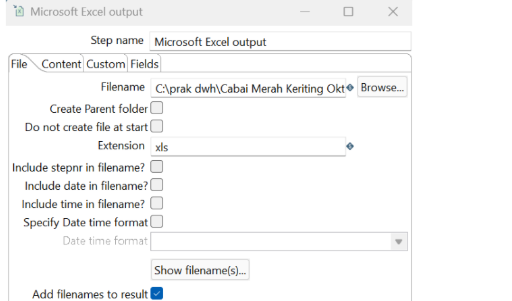 Microsoft Excel output
Step name Microsoft Excel output
File Content Custom Fields
Filename C:\prak dwh\Cabai Merah Keriting Okt Browse...
Create Parent folder
Do not create file at start
Extension xls
Include stepnr in filename?
Include date in filename?
Include time in filename?
Specify Date time format
Date time format
Show filename(s)...
Add filenames to result